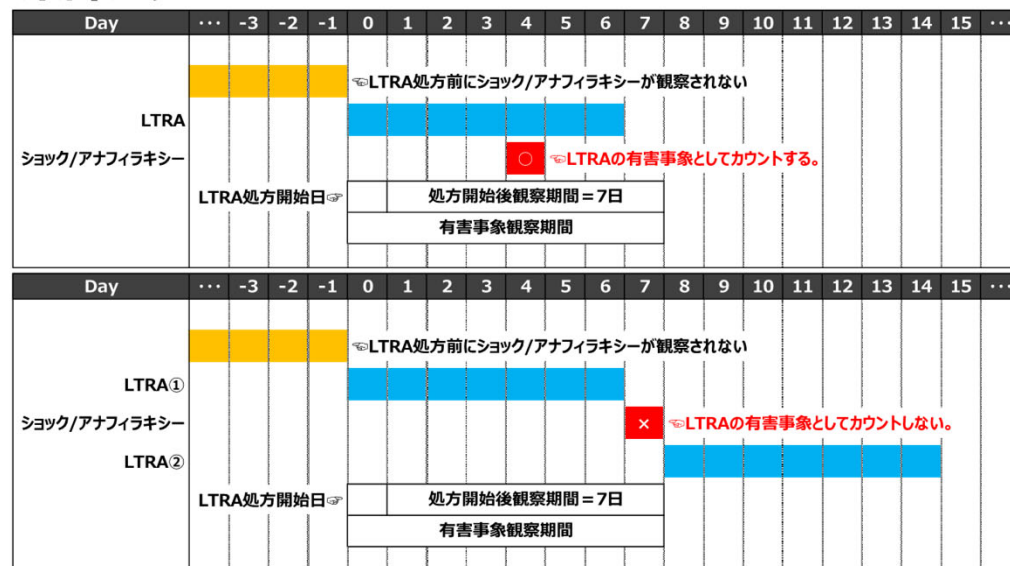 Day ··· -3 -2 -1 0 1 2 3 4 5 6 7 8 9 10 11 12 13 14 15 ···
☜LTRA処方前にショック/アナフィラキシーが観察されない
LTRA
ショック/アナフィラキシー ○ ☜LTRAの有害事象としてカウントする。
LTRA処方開始日☞ 処方開始後観察期間＝7日
有害事象観察期間
Day ··· -3 -2 -1 0 1 2 3 4 5 6 7 8 9 10 11 12 13 14 15 ···
☜LTRA処方前にショック/アナフィラキシーが観察されない
LTRA①
ショック/アナフィラキシー × ☜LTRAの有害事象としてカウントしない。
LTRA②
LTRA処方開始日☞ 処方開始後観察期間＝7日
有害事象観察期間